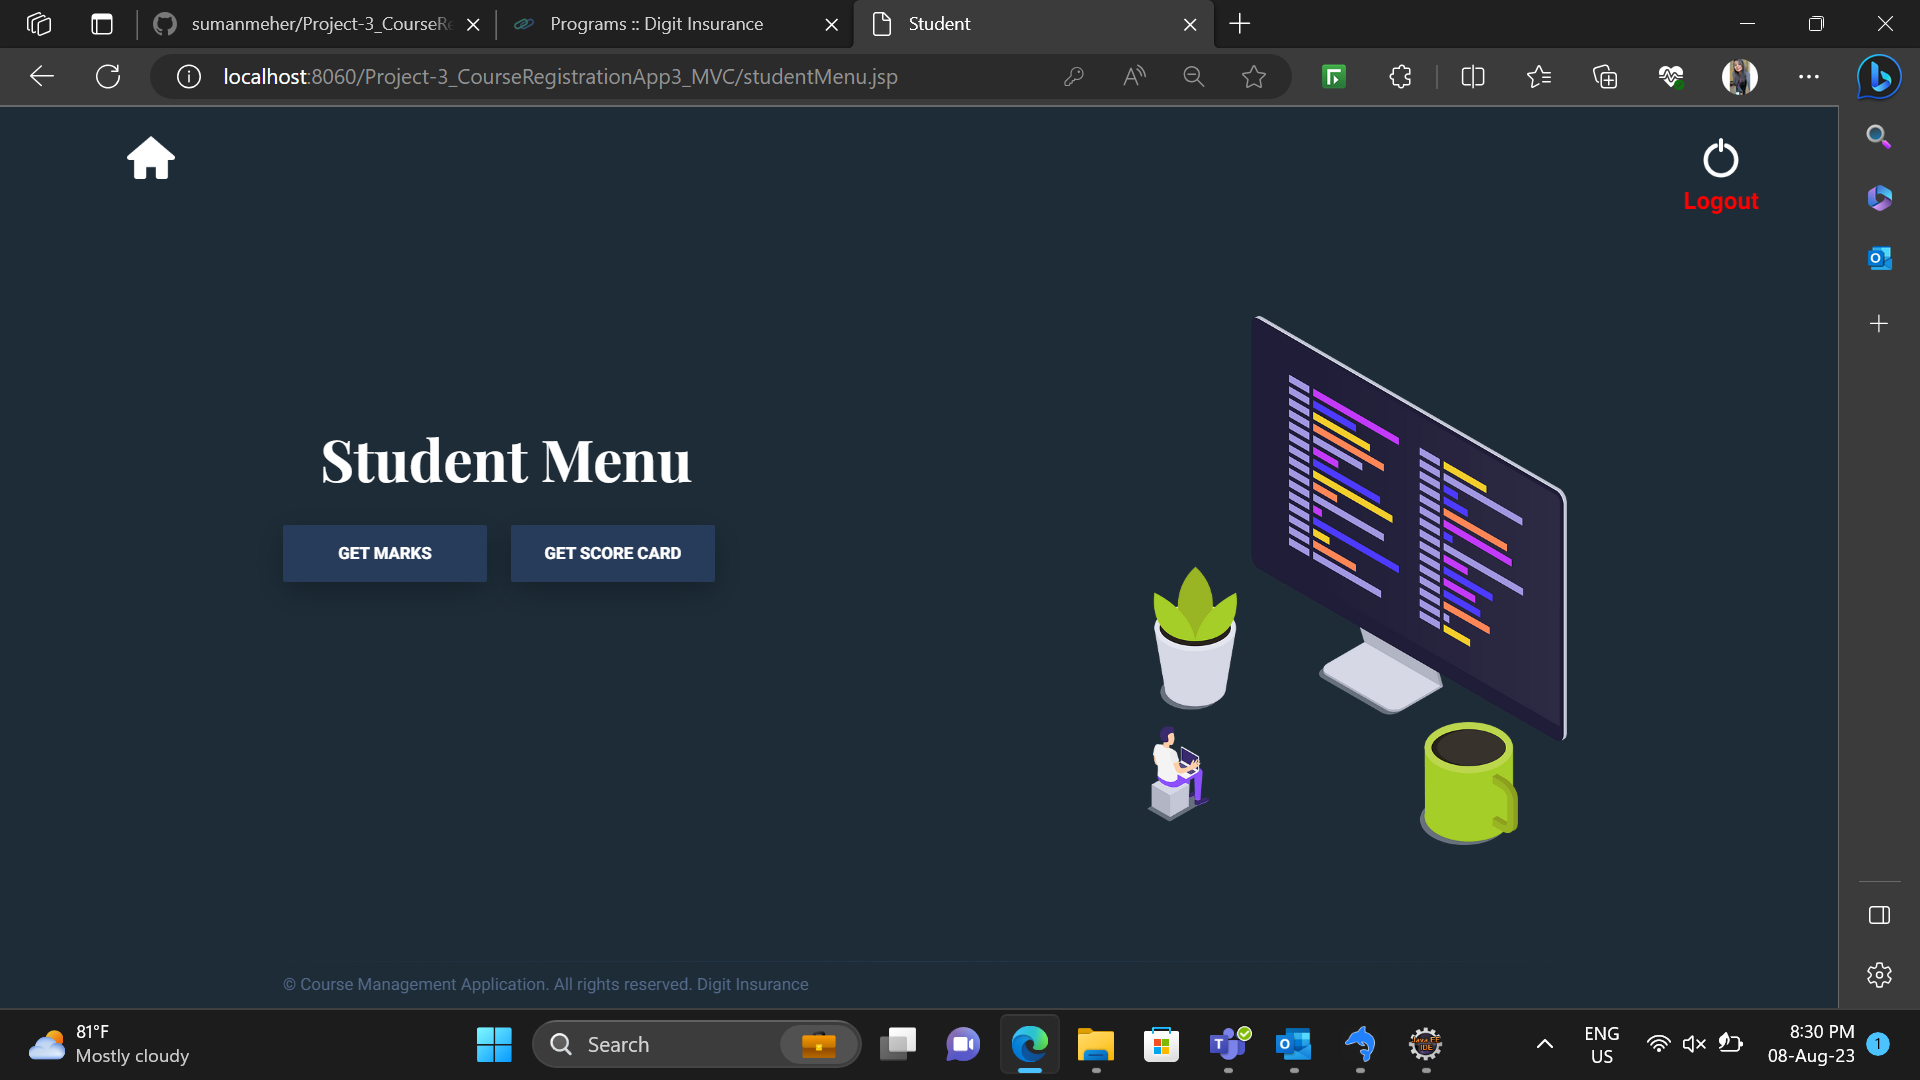 sumanmeher/Project-3_CourseRe
Programs :: Digit Insurance
Student
localhost:8060/Project-3_CourseRegistrationApp3_MVC/studentMenu.jsp
Logout
Student Menu
GET MARKS
GET SCORE CARD
© Course Management Application. All rights reserved. Digit Insurance
81°F
Mostly cloudy
Search
ENG
US
8:30 PM
08-Aug-23
1